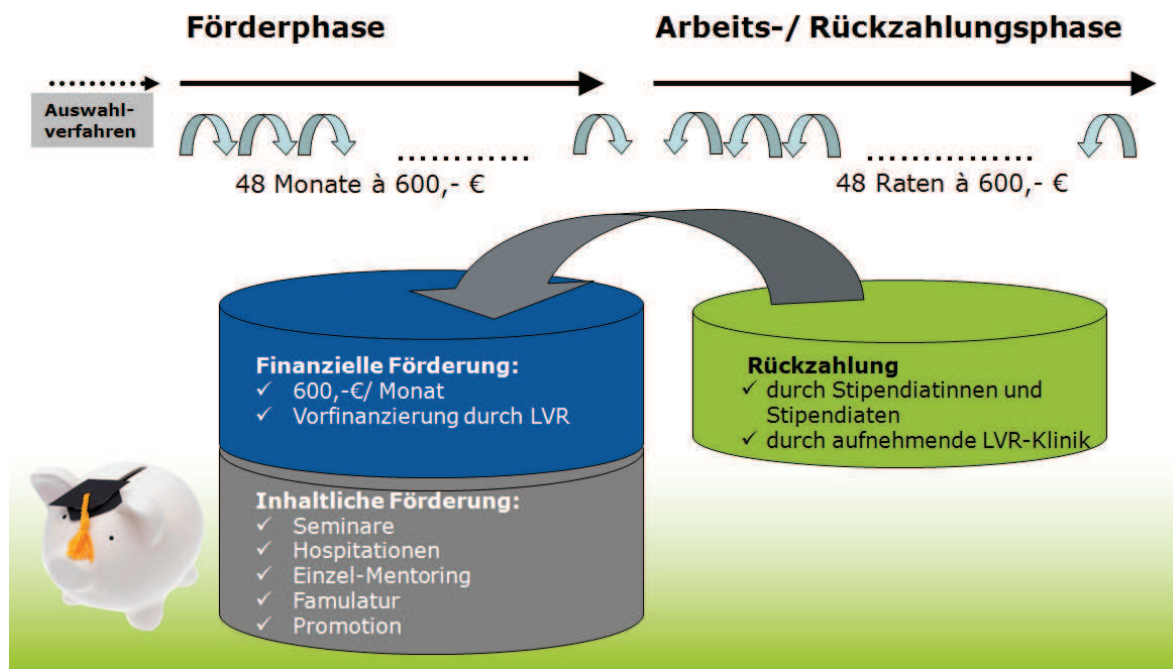 Förderphase
Arbeits-/ Rückzahlungsphase
Auswahl-
verfahren
48 Monate à 600,- €
48 Raten à 600,- €
Finanzielle Förderung:
✓ 600,-€/ Monat
✓ Vorfinanzierung durch LVR
Rückzahlung
✓ durch Stipendiatinnen und
Stipendiaten
✓ durch aufnehmende LVR-Klinik
Inhaltliche Förderung:
✓ Seminare
✓ Hospitationen
✓ Einzel-Mentoring
✓ Famulatur
✓ Promotion